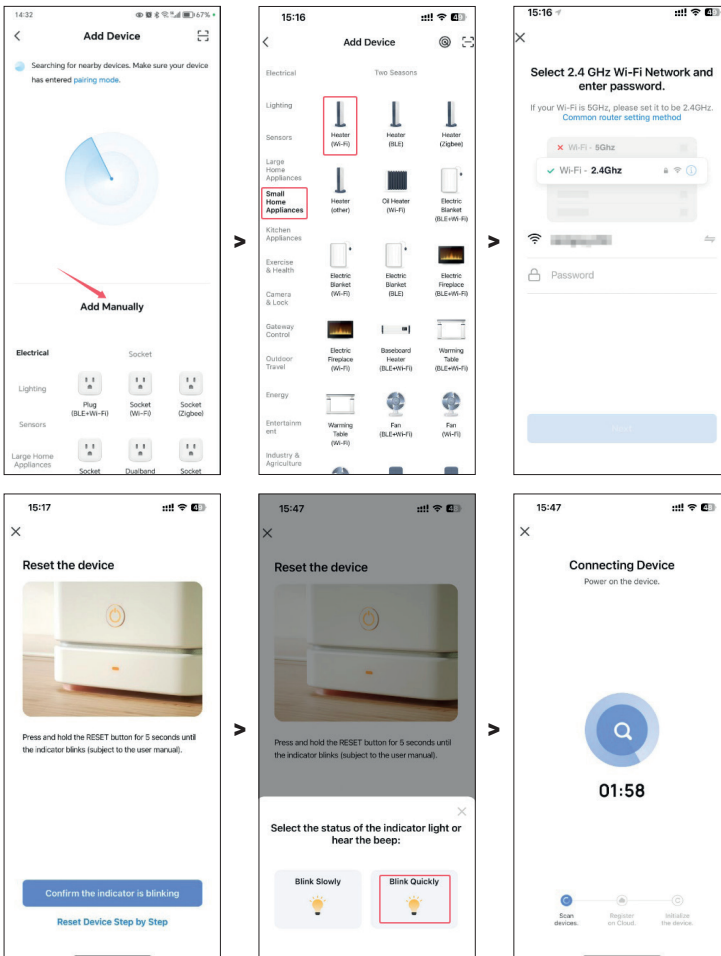 14:32
67%
Add Device
Searching for nearby devices. Make sure your device
has entered pairing mode.
Add Manually
Electrical
Socket
Lighting
Plug
(BLE+Wi-Fi)
Socket
(Wi-Fi)
Socket
(Zigbee)
Sensors
Large Home
Appliances
Socket
Dualband
Socket
>
15:16
Add Device
Electrical
Two Seasons
Lighting
Heater
(Wi-Fi)
Heater
(BLE)
Heater
(Zigbee)
Sensors
Large
Home
Appliances
Small
Home
Appliances
Heater
(other)
Oil Heater
(Wi-Fi)
Electric
Blanket
(BLE+Wi-Fi)
Kitchen
Appliances
Exercise
& Health
Electric
Blanket
(Wi-Fi)
Electric
Blanket
(BLE)
Electric
Fireplace
(BLE+Wi-Fi)
Camera
& Lock
Gateway
Control
Electric
Fireplace
(Wi-Fi)
Baseboard
Heater
(BLE+Wi-Fi)
Warming
Table
(BLE+Wi-Fi)
Outdoor
Travel
Energy
Warming
Table
(Wi-Fi)
Fan
(BLE+Wi-Fi)
Fan
(Wi-Fi)
Entertainm
ent
Industry &
Agriculture
>
15:16
Select 2.4 GHz Wi-Fi Network and
enter password.
If your Wi-Fi is 5GHz, please set it to be 2.4GHz.
Common router setting method
Wi-Fi - 5Ghz
Wi-Fi - 2.4Ghz
Password
Next
15:17
Reset the device
Press and hold the RESET button for 5 seconds until
the indicator blinks (subject to the user manual).
Confirm the indicator is blinking
Reset Device Step by Step
>
15:47
Reset the device
Press and hold the RESET button for 5 seconds until
the indicator blinks (subject to the user manual).
Select the status of the indicator light or
hear the beep:
Blink Slowly
Blink Quickly
>
15:47
Connecting Device
Power on the device.
01:58
Scan
devices.
Register
on Cloud.
Initialize
the device.